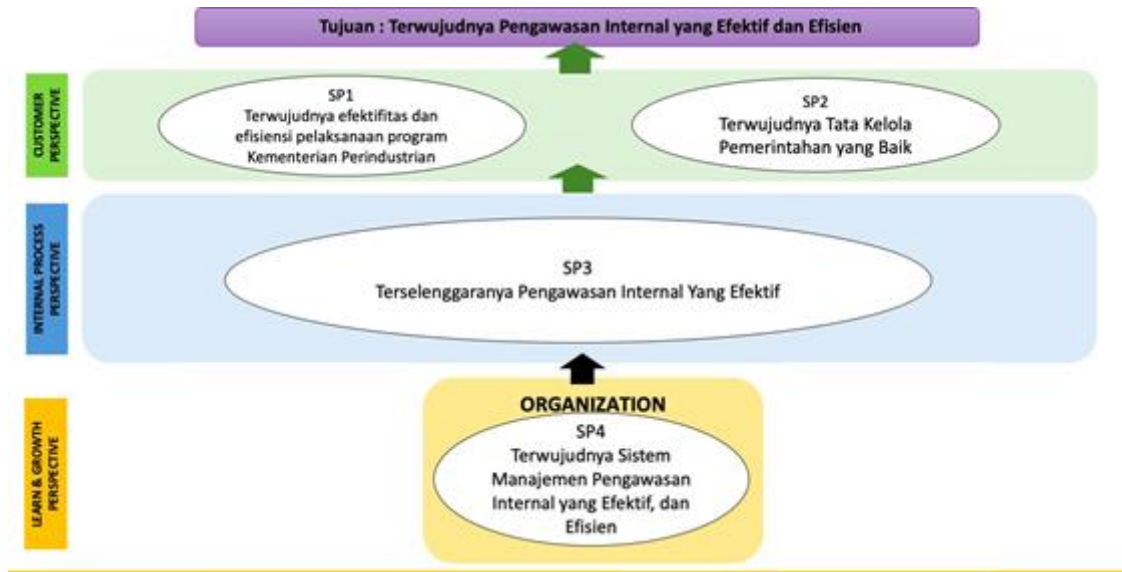 Tujuan : Terwujudnya Pengawasan Internal yang Efektif dan Efisien
CUSTOMER
PERSPECTIVE
SP1
Terwujudnya efektifitas dan
efisiensi pelaksanaan program
Kementerian Perindustrian
SP2
Terwujudnya Tata Kelola
Pemerintahan yang Baik
INTERNAL PROCESS
PERSPECTIVE
SP3
Terselenggaranya Pengawasan Internal Yang Efektif
LEARN & GROWTH
PERSPECTIVE
ORGANIZATION
SP4
Terwujudnya Sistem
Manajemen Pengawasan
Internal yang Efektif, dan
Efisien